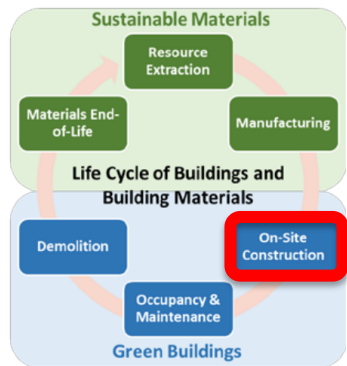 Sustainable Materials
Resource
Extraction
Materials End-
of-Life
Manufacturing
Life Cycle of Buildings and
Building Materials
Demolition
On-Site
Construction
Occupancy &
Maintenance
Green Buildings